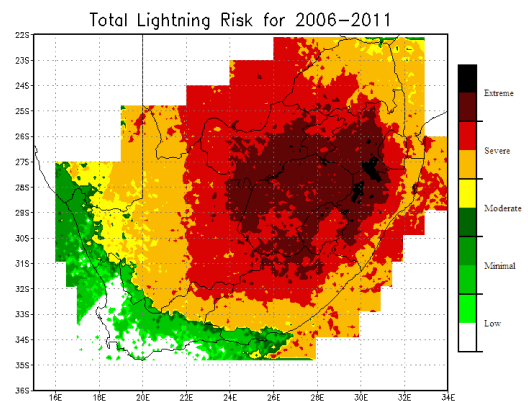 Total Lightning Risk for 2006-2011
22S
23S
24S
25S
26S
27S
28S
29S
30S
31S
32S
33S
34S
35S
36S
16E 18E 20E 22E 24E 26E 28E 30E 32E 34E
Extreme
Severe
Moderate
Minimal
Low